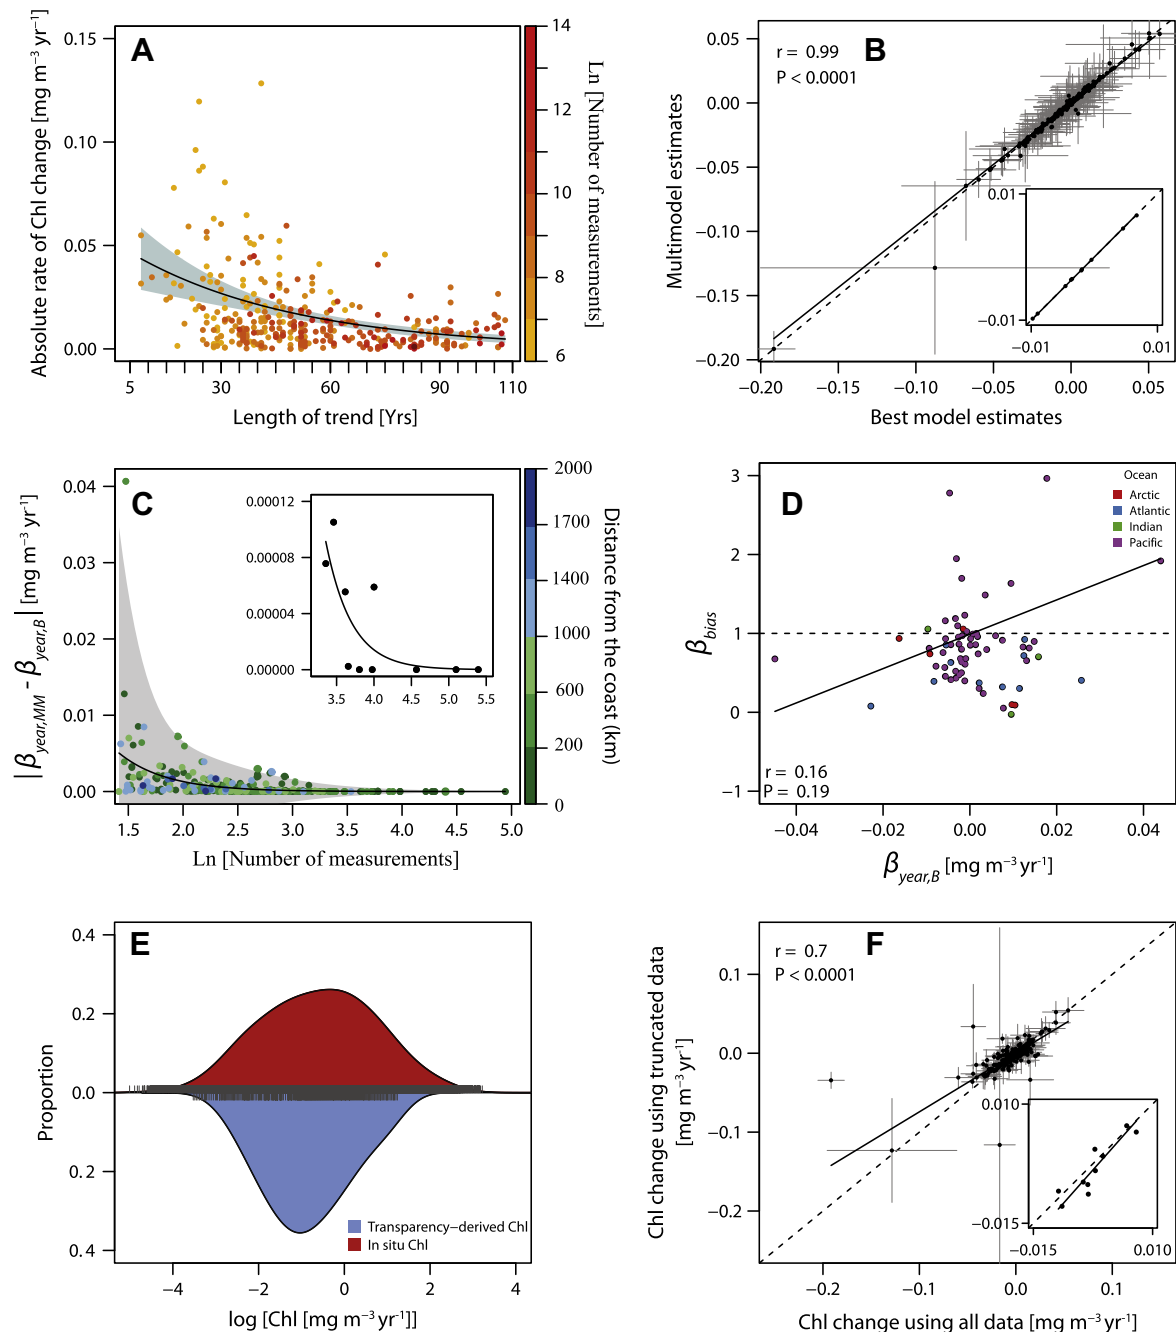 A
Absolute rate of Chl change [mg m⁻³ yr⁻¹]
0.15
0.10
0.05
0.00
5 30 60 90 110
Length of trend [Yrs]
14
12
10
8
6
Ln [Number of measurements]
B
r = 0.99
P < 0.0001
Multimodel estimates
0.05
0.00
−0.05
−0.10
−0.15
−0.20
−0.20 −0.15 −0.10 −0.05 0.00 0.05
Best model estimates
0.01
−0.01
−0.01 0.01
C
|β year,MM - β year,B| [mg m⁻³ yr⁻¹]
0.04
0.03
0.02
0.01
0.00
1.5 2.0 2.5 3.0 3.5 4.0 4.5 5.0
Ln [Number of measurements]
0.00012
0.00008
0.00004
0.00000
3.5 4.0 4.5 5.0 5.5
2000
1700
1400
1000
600
200
0
Distance from the coast (km)
D
Ocean
Arctic
Atlantic
Indian
Pacific
β bias
3
2
1
0
−1
r = 0.16
P = 0.19
−0.04 −0.02 0.00 0.02 0.04
β year,B [mg m⁻³ yr⁻¹]
E
Proportion
0.4
0.2
0.0
0.2
0.4
Transparency−derived Chl
In situ Chl
−4 −2 0 2 4
log [Chl [mg m⁻³ yr⁻¹]]
F
r = 0.7
P < 0.0001
Chl change using truncated data
[mg m⁻³ yr⁻¹]
0.1
0.0
−0.1
−0.2
−0.2 −0.1 0.0 0.1
Chl change using all data [mg m⁻³ yr⁻¹]
0.010
−0.015
−0.015 0.010